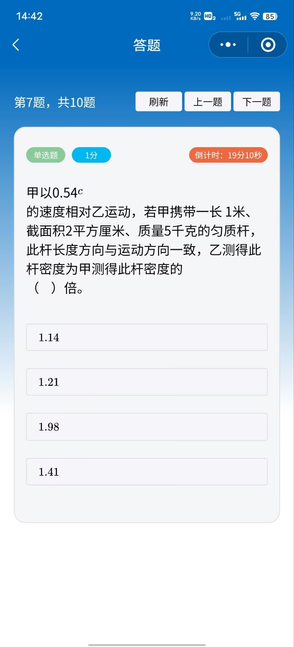 14:42
9.20 KB/s HD2 5G 85
答题
第7题，共10题
刷新 上一题 下一题
单选题 1分 倒计时：19分10秒
甲以0.54c
的速度相对乙运动，若甲携带一长 1米、
截面积2平方厘米、质量5千克的匀质杆，
此杆长度方向与运动方向一致，乙测得此
杆密度为甲测得此杆密度的
（ ）倍。
1.14
1.21
1.98
1.41